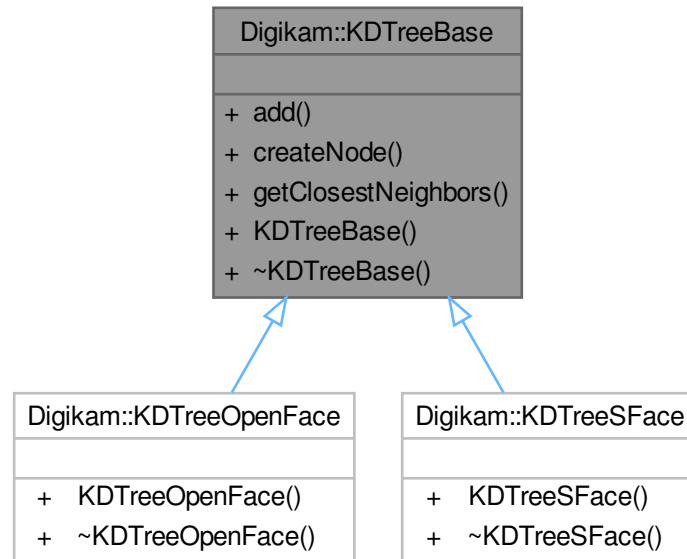 Digikam::KDTreeBase
+ add()
+ createNode()
+ getClosestNeighbors()
+ KDTreeBase()
+ ~KDTreeBase()
Digikam::KDTreeOpenFace
+ KDTreeOpenFace()
+ ~KDTreeOpenFace()
Digikam::KDTreeSFace
+ KDTreeSFace()
+ ~KDTreeSFace()